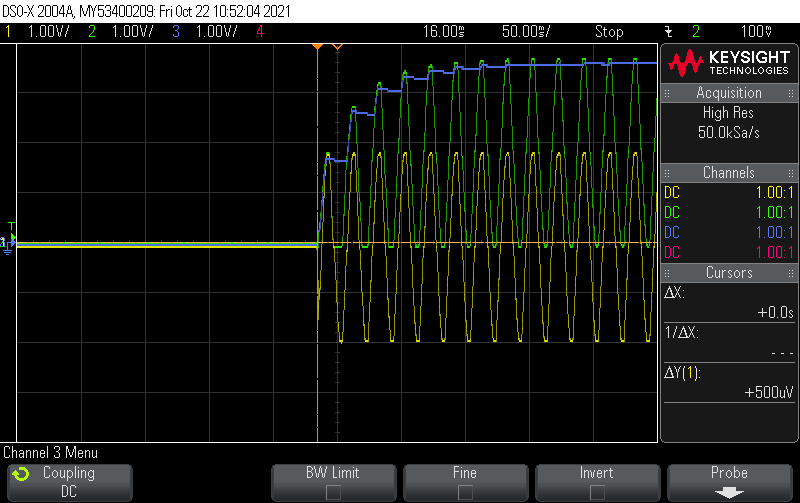 DSO-X 2004A, MY53400209: Fri Oct 22 10:52:04 2021
1 1.00V/ 2 1.00V/ 3 1.00V/ 4 16.00ms 50.00ms/ Stop 2 100mV
KEYSIGHT
TECHNOLOGIES
Acquisition
High Res
50.0kSa/s
Channels
DC 1.00:1
DC 1.00:1
DC 1.00:1
DC 1.00:1
Cursors
ΔX:
+0.0s
1/ΔX:
---
ΔY(1):
+500uV
T
Channel 3 Menu
Coupling
DC
BW Limit
Fine
Invert
Probe